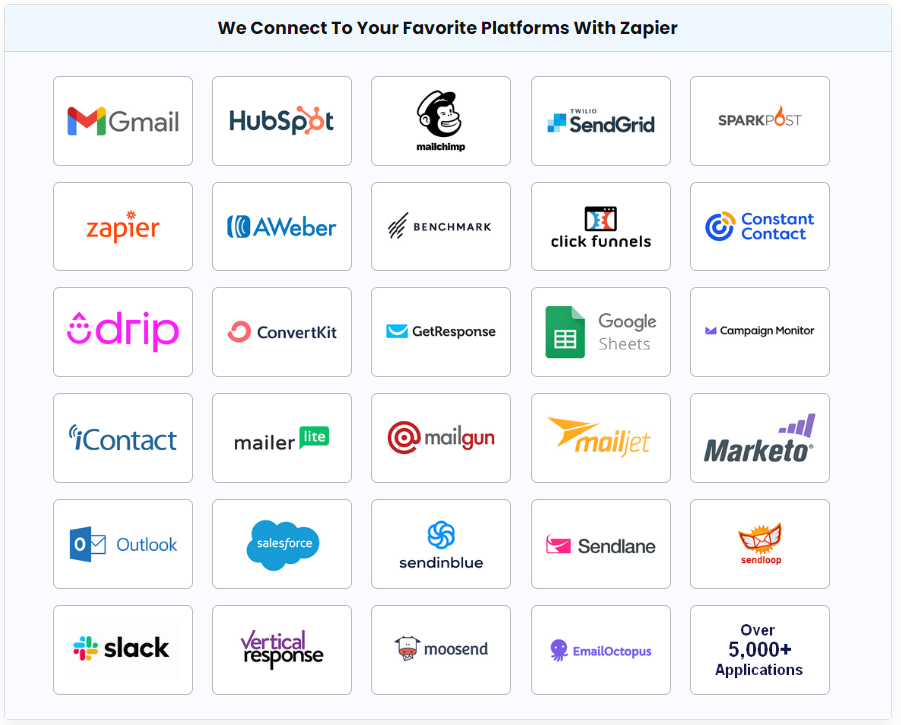 We Connect To Your Favorite Platforms With Zapier
Gmail
HubSpot
mailchimp
TWILIO
SendGrid
SPARKPOST
zapier
AWeber
BENCHMARK
click funnels
Constant
Contact
drip
ConvertKit
GetResponse
Google
Sheets
Campaign Monitor
iContact
mailer lite
mailgun
mailjet
Marketo®
O Outlook
salesforce
sendinblue
Sendlane
sendloop
slack
vertical
response
moosend
EmailOctopus
Over
5,000+
Applications